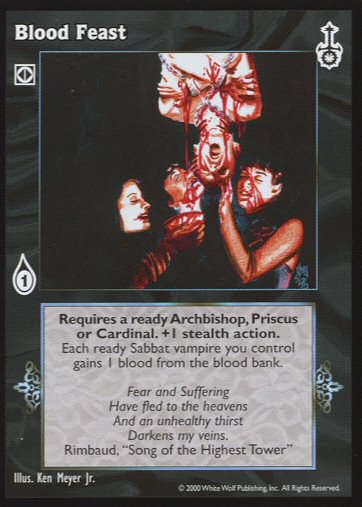 Blood Feast
1
Requires a ready Archbishop, Priscus
or Cardinal. +1 stealth action.
Each ready Sabbat vampire you control
gains 1 blood from the blood bank.
Fear and Suffering
Have fled to the heavens
And an unhealthy thirst
Darkens my veins.
Rimbaud, “Song of the Highest Tower”
Illus. Ken Meyer Jr.
© 2000 White Wolf Publishing, Inc. All Rights Reserved.